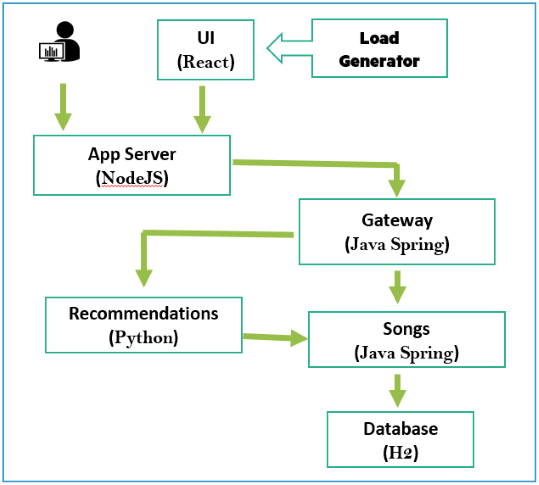 UI
(React)
Load
Generator
App Server
(NodeJS)
Gateway
(Java Spring)
Recommendations
(Python)
Songs
(Java Spring)
Database
(H2)